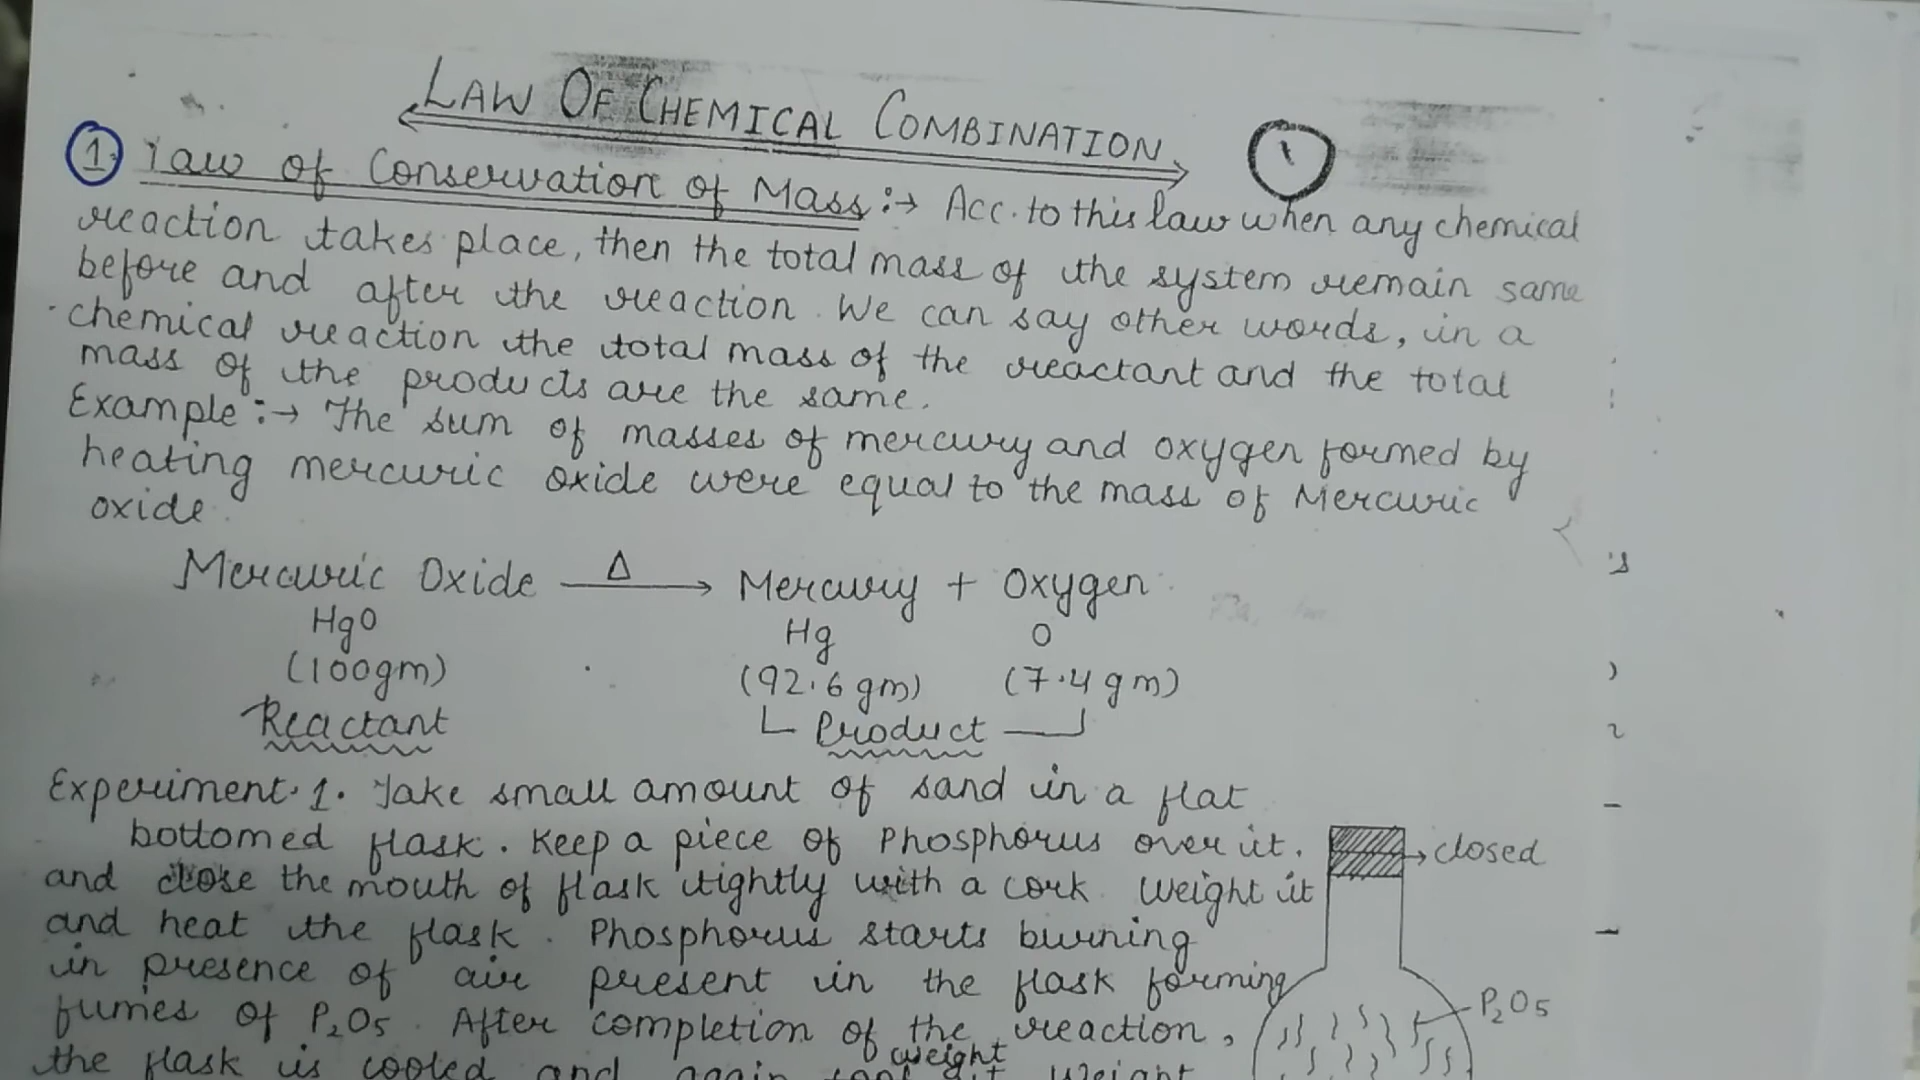 LAW OF CHEMICAL COMBINATION
1
1. Law of Conservation of Mass :→ Acc. to this law when any chemical
reaction takes place, then the total mass of the system remain same
before and after the reaction. We can say other words, in a
chemical reaction the total mass of the reactant and the total
mass of the products are the same.
Example :→ The sum of masses of mercury and oxygen formed by
heating mercuric oxide were equal to the mass of Mercuric
oxide.
Mercuric Oxide —Δ→ Mercury + Oxygen
HgO Hg O
(100gm) (92.6 gm) (7.4 gm)
Reactant Product
Experiment.1. Take small amount of sand in a flat
bottomed flask. Keep a piece of Phosphorus over it.
closed
and close the mouth of flask tightly with a cork. Weight it
and heat the flask. Phosphorus starts burning
in presence of air present in the flask forming
P₂O5
fumes of P₂O5. After completion of the reaction,
weight
the flask is cooled and again it Weight